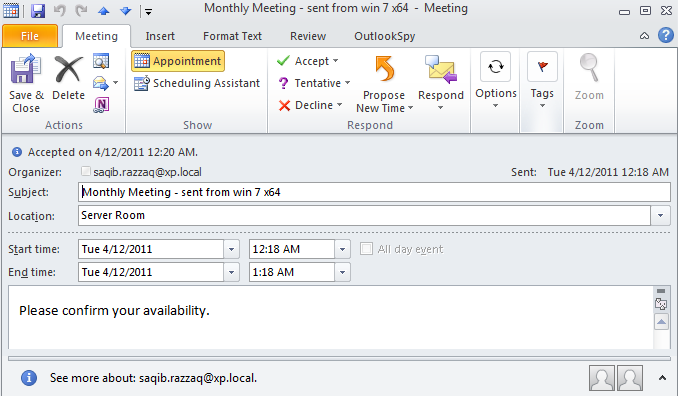 Monthly Meeting - sent from win 7 x64 - Meeting
File Meeting Insert Format Text Review OutlookSpy
Save & Close
Delete
Actions
Appointment
Scheduling Assistant
Show
Accept
Tentative
Decline
Propose New Time
Respond
Respond
Options
Tags
Zoom
Zoom
Accepted on 4/12/2011 12:20 AM.
Organizer: saqib.razzaq@xp.local Sent: Tue 4/12/2011 12:18 AM
Subject: Monthly Meeting - sent from win 7 x64
Location: Server Room
Start time: Tue 4/12/2011 12:18 AM All day event
End time: Tue 4/12/2011 1:18 AM
Please confirm your availability.
See more about: saqib.razzaq@xp.local.